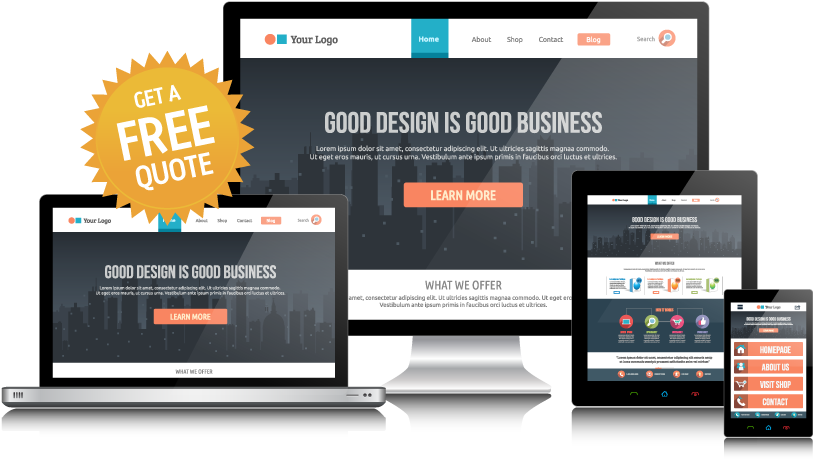 GET A
FREE
QUOTE
Your Logo
Home
About
Shop
Contact
Blog
Search
GOOD DESIGN IS GOOD BUSINESS
Lorem ipsum dolor sit amet, consectetur adipiscing elit. Ut ultricies sagittis commodo.
Ut eget eros mauris, ut cursus urna. Vestibulum ante ipsum primis in faucibus orci luctus et ultrices.
LEARN MORE
WHAT WE OFFER
amet, consectetur adipiscing elit. Ut ultricies sagittis commodo.
Vestibulum ante ipsum primis in faucibus orci luctus et ultrices.
Your Logo
About
Shop
Contact
Blog
Search
GOOD DESIGN IS GOOD BUSINESS
Lorem ipsum dolor sit amet, consectetur adipiscing elit. Ut ultricies sagittis commodo.
Ut eget eros mauris, ut cursus urna. Vestibulum ante ipsum primis in faucibus orci luctus et ultrices.
LEARN MORE
WHAT WE OFFER
Your Logo
GOOD DESIGN IS GOOD BUSINESS
LEARN MORE
WHAT WE OFFER
Your Logo
GOOD DESIGN IS GOOD BUSINESS
HOMEPAGE
ABOUT US
VISIT SHOP
CONTACT